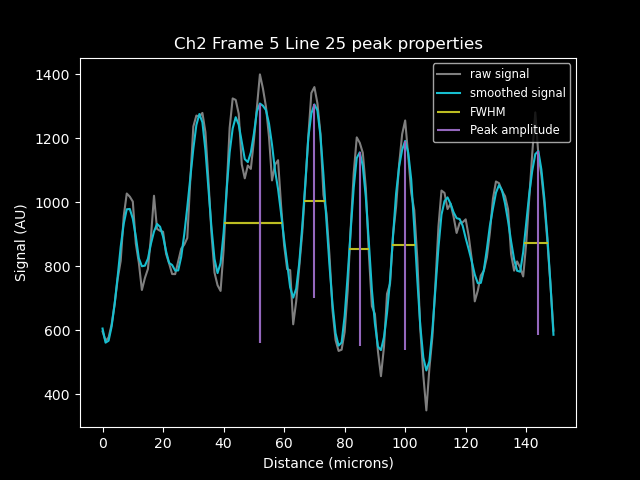 Ch2 Frame 5 Line 25 peak properties
raw signal
smoothed signal
FWHM
Peak amplitude
1400
1200
1000
800
600
400
Signal (AU)
0 20 40 60 80 100 120 140
Distance (microns)